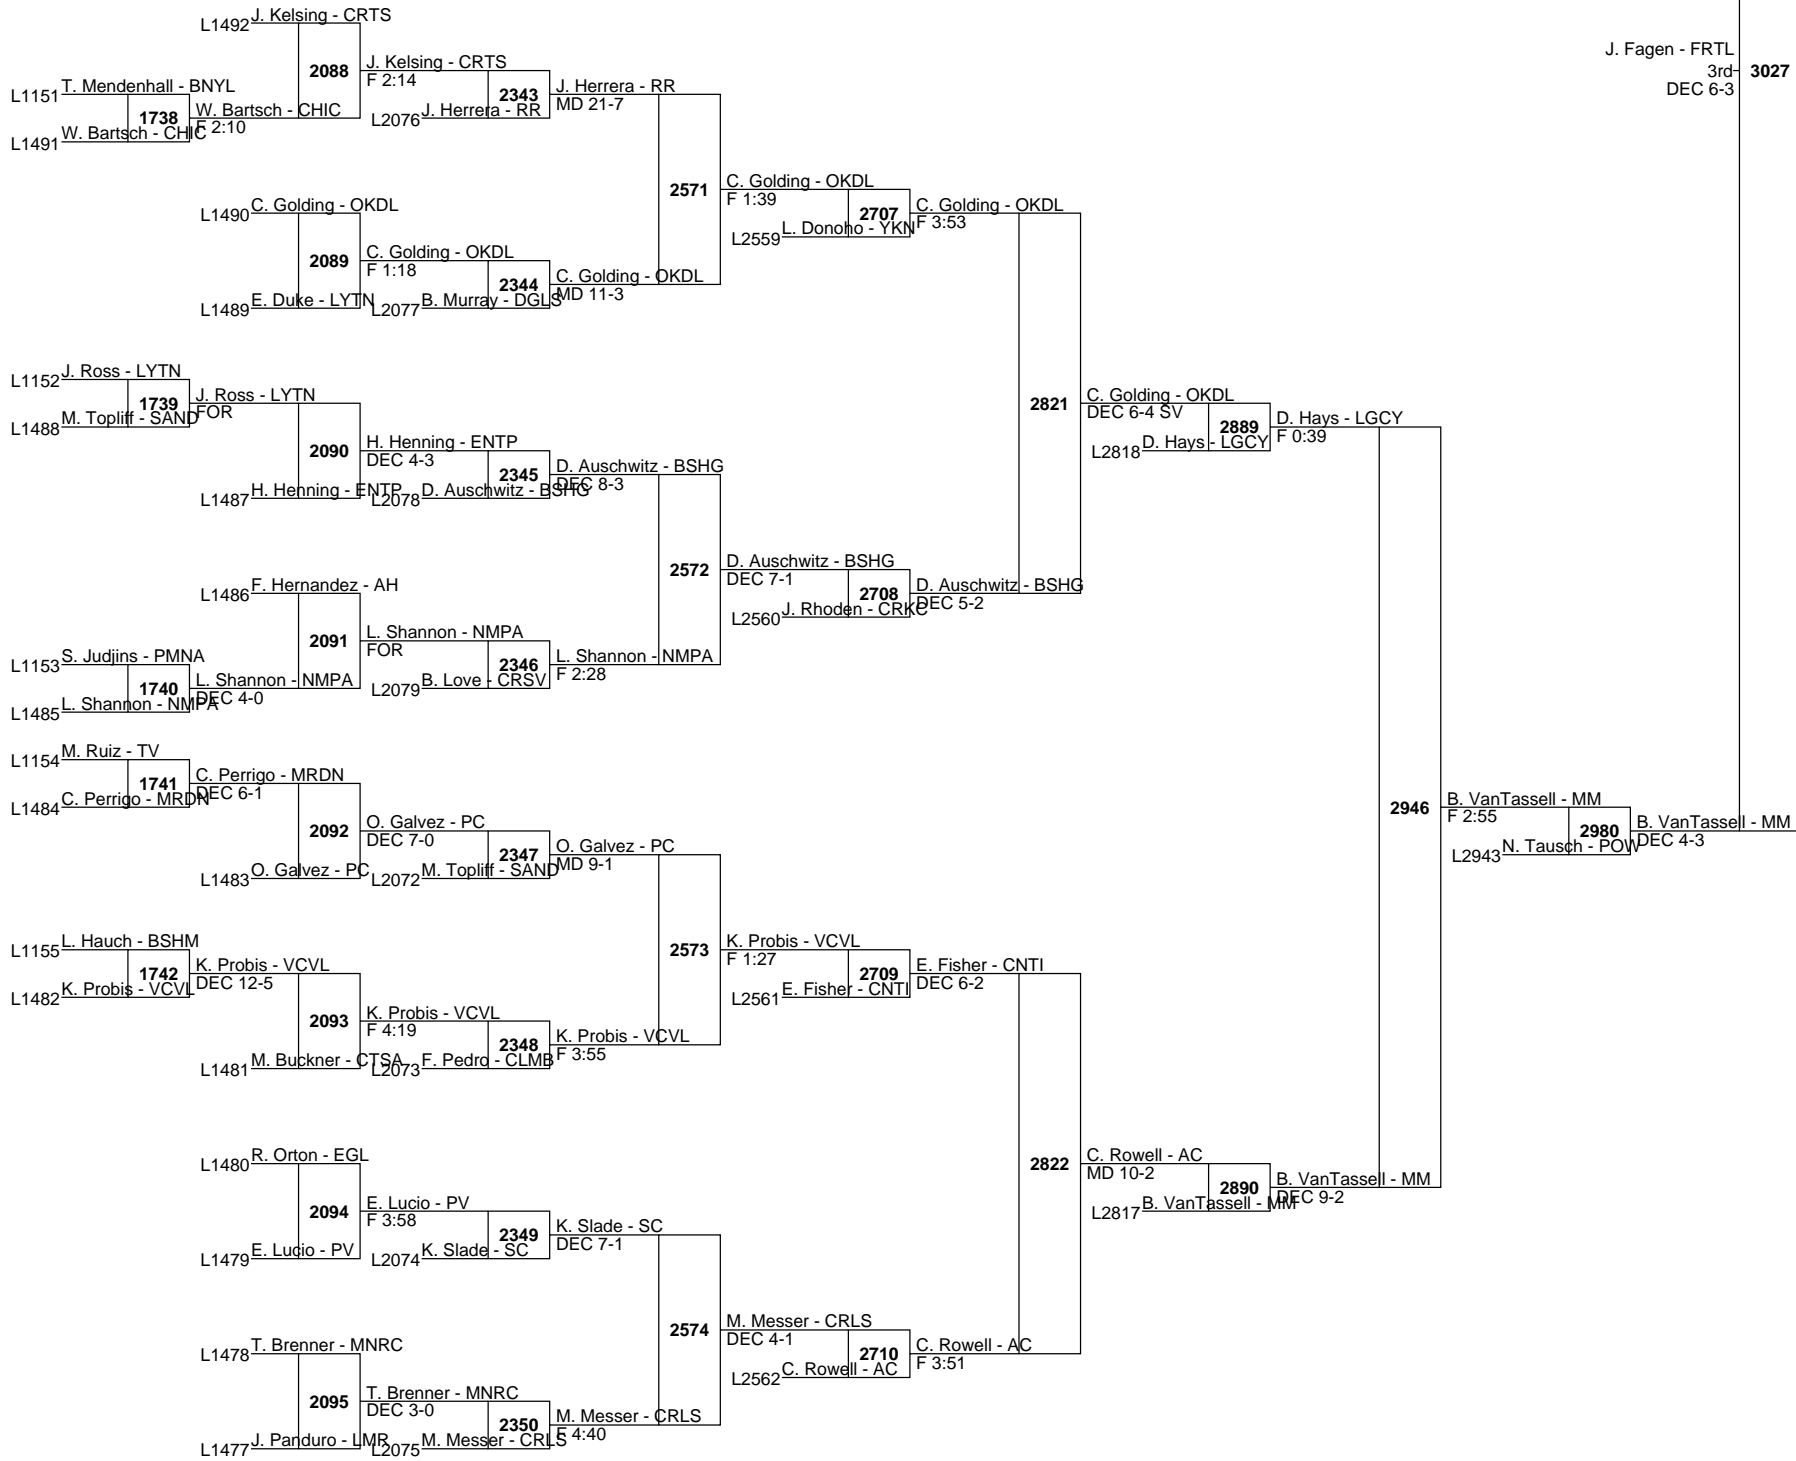 L1492 J. Kelsing - CRTS
J. Fagen - FRTL
2088 J. Kelsing - CRTS
3rd 3027
F 2:14
L1151 T. Mendenhall - BNYL
2343 J. Herrera - RR
DEC 6-3
MD 21-7
1738 W. Bartsch - CHIC
F 2:10
L2076 J. Herrera - RR
L1491 W. Bartsch - CHIC
2571 C. Golding - OKDL
F 1:39
L1490 C. Golding - OKDL
2707 C. Golding - OKDL
F 3:53
L2559 L. Donoho - YKN
2089 C. Golding - OKDL
F 1:18
2344 C. Golding - OKDL
MD 11-3
L1489 E. Duke - LYTN
L2077 B. Murray - DGLS
L1152 J. Ross - LYTN
1739 J. Ross - LYTN
FOR
2821 C. Golding - OKDL
DEC 6-4 SV
L1488 M. Topliff - SAND
2889 D. Hays - LGCY
F 0:39
2090 H. Henning - ENTP
DEC 4-3
L2818 D. Hays - LGCY
2345 D. Auschwitz - BSHG
DEC 8-3
L1487 H. Henning - ENTP
L2078 D. Auschwitz - BSHG
2572 D. Auschwitz - BSHG
DEC 7-1
L1486 F. Hernandez - AH
2708 D. Auschwitz - BSHG
DEC 5-2
L2560 J. Rhoden - CRKC
2091 L. Shannon - NMPA
FOR
L1153 S. Judjins - PMNA
2346 L. Shannon - NMPA
F 2:28
1740 L. Shannon - NMPA
DEC 4-0
L2079 B. Love - CRSV
L1485 L. Shannon - NMPA
L1154 M. Ruiz - TV
1741 C. Perrigo - MRDN
DEC 6-1
L1484 C. Perrigo - MRDN
2946 B. VanTassell - MM
F 2:55
2092 O. Galvez - PC
DEC 7-0
2980 B. VanTassell - MM
DEC 4-3
2347 O. Galvez - PC
MD 9-1
L2943 N. Tausch - POW
L1483 O. Galvez - PC
L2072 M. Topliff - SAND
L1155 L. Hauch - BSHM
2573 K. Probis - VCVL
F 1:27
1742 K. Probis - VCVL
DEC 12-5
2709 E. Fisher - CNTI
DEC 6-2
L1482 K. Probis - VCVL
L2561 E. Fisher - CNTI
2093 K. Probis - VCVL
F 4:19
2348 K. Probis - VCVL
F 3:55
L1481 M. Buckner - CTSA
L2073 F. Pedro - CLMB
L1480 R. Orton - EGL
2822 C. Rowell - AC
MD 10-2
2890 B. VanTassell - MM
DEC 9-2
2094 E. Lucio - PV
F 3:58
L2817 B. VanTassell - MM
2349 K. Slade - SC
DEC 7-1
L1479 E. Lucio - PV
L2074 K. Slade - SC
2574 M. Messer - CRLS
DEC 4-1
L1478 T. Brenner - MNRC
2710 C. Rowell - AC
F 3:51
L2562 C. Rowell - AC
2095 T. Brenner - MNRC
DEC 3-0
2350 M. Messer - CRLS
F 4:40
L1477 J. Panduro - LMR
L2075 M. Messer - CRLS